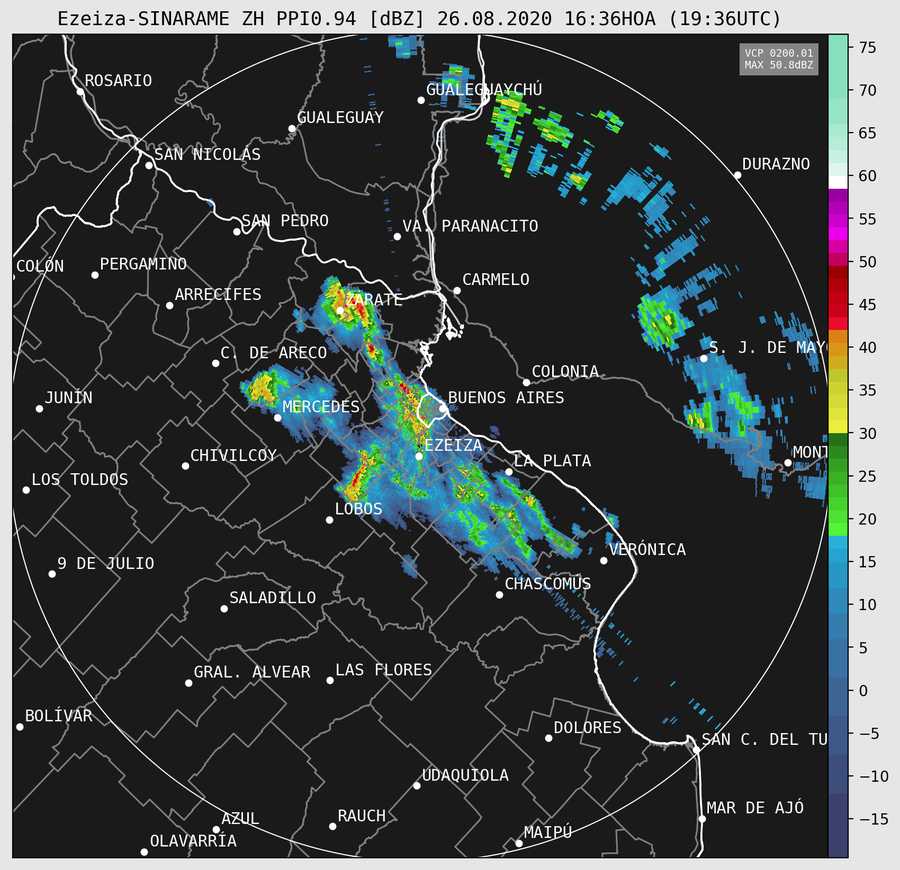 Ezeiza-SINARAME ZH PPI0.94 [dBZ] 26.08.2020 16:36HOA (19:36UTC)
VCP 0200.01
MAX 50.8dBZ
75
70
65
60
55
50
45
40
35
30
25
20
15
10
5
0
−5
−10
−15
ROSARIO
GUALEGUAYCHÚ
GUALEGUAY
SAN NICOLÁS
DURAZNO
SAN PEDRO
VA. PARANACITO
COLÓN
PERGAMINO
CARMELO
ARRECIFES
ZARATE
C. DE ARECO
S. J. DE MAY
COLONIA
JUNÍN
MERCEDES
BUENOS AIRES
EZEIZA
CHIVILCOY
LA PLATA
MONT
LOS TOLDOS
LOBOS
VERÓNICA
9 DE JULIO
CHASCOMÚS
SALADILLO
GRAL. ALVEAR
LAS FLORES
BOLÍVAR
DOLORES
SAN C. DEL TU
UDAQUIOLA
MAR DE AJÓ
AZUL
RAUCH
MAIPÚ
OLAVARRÍA